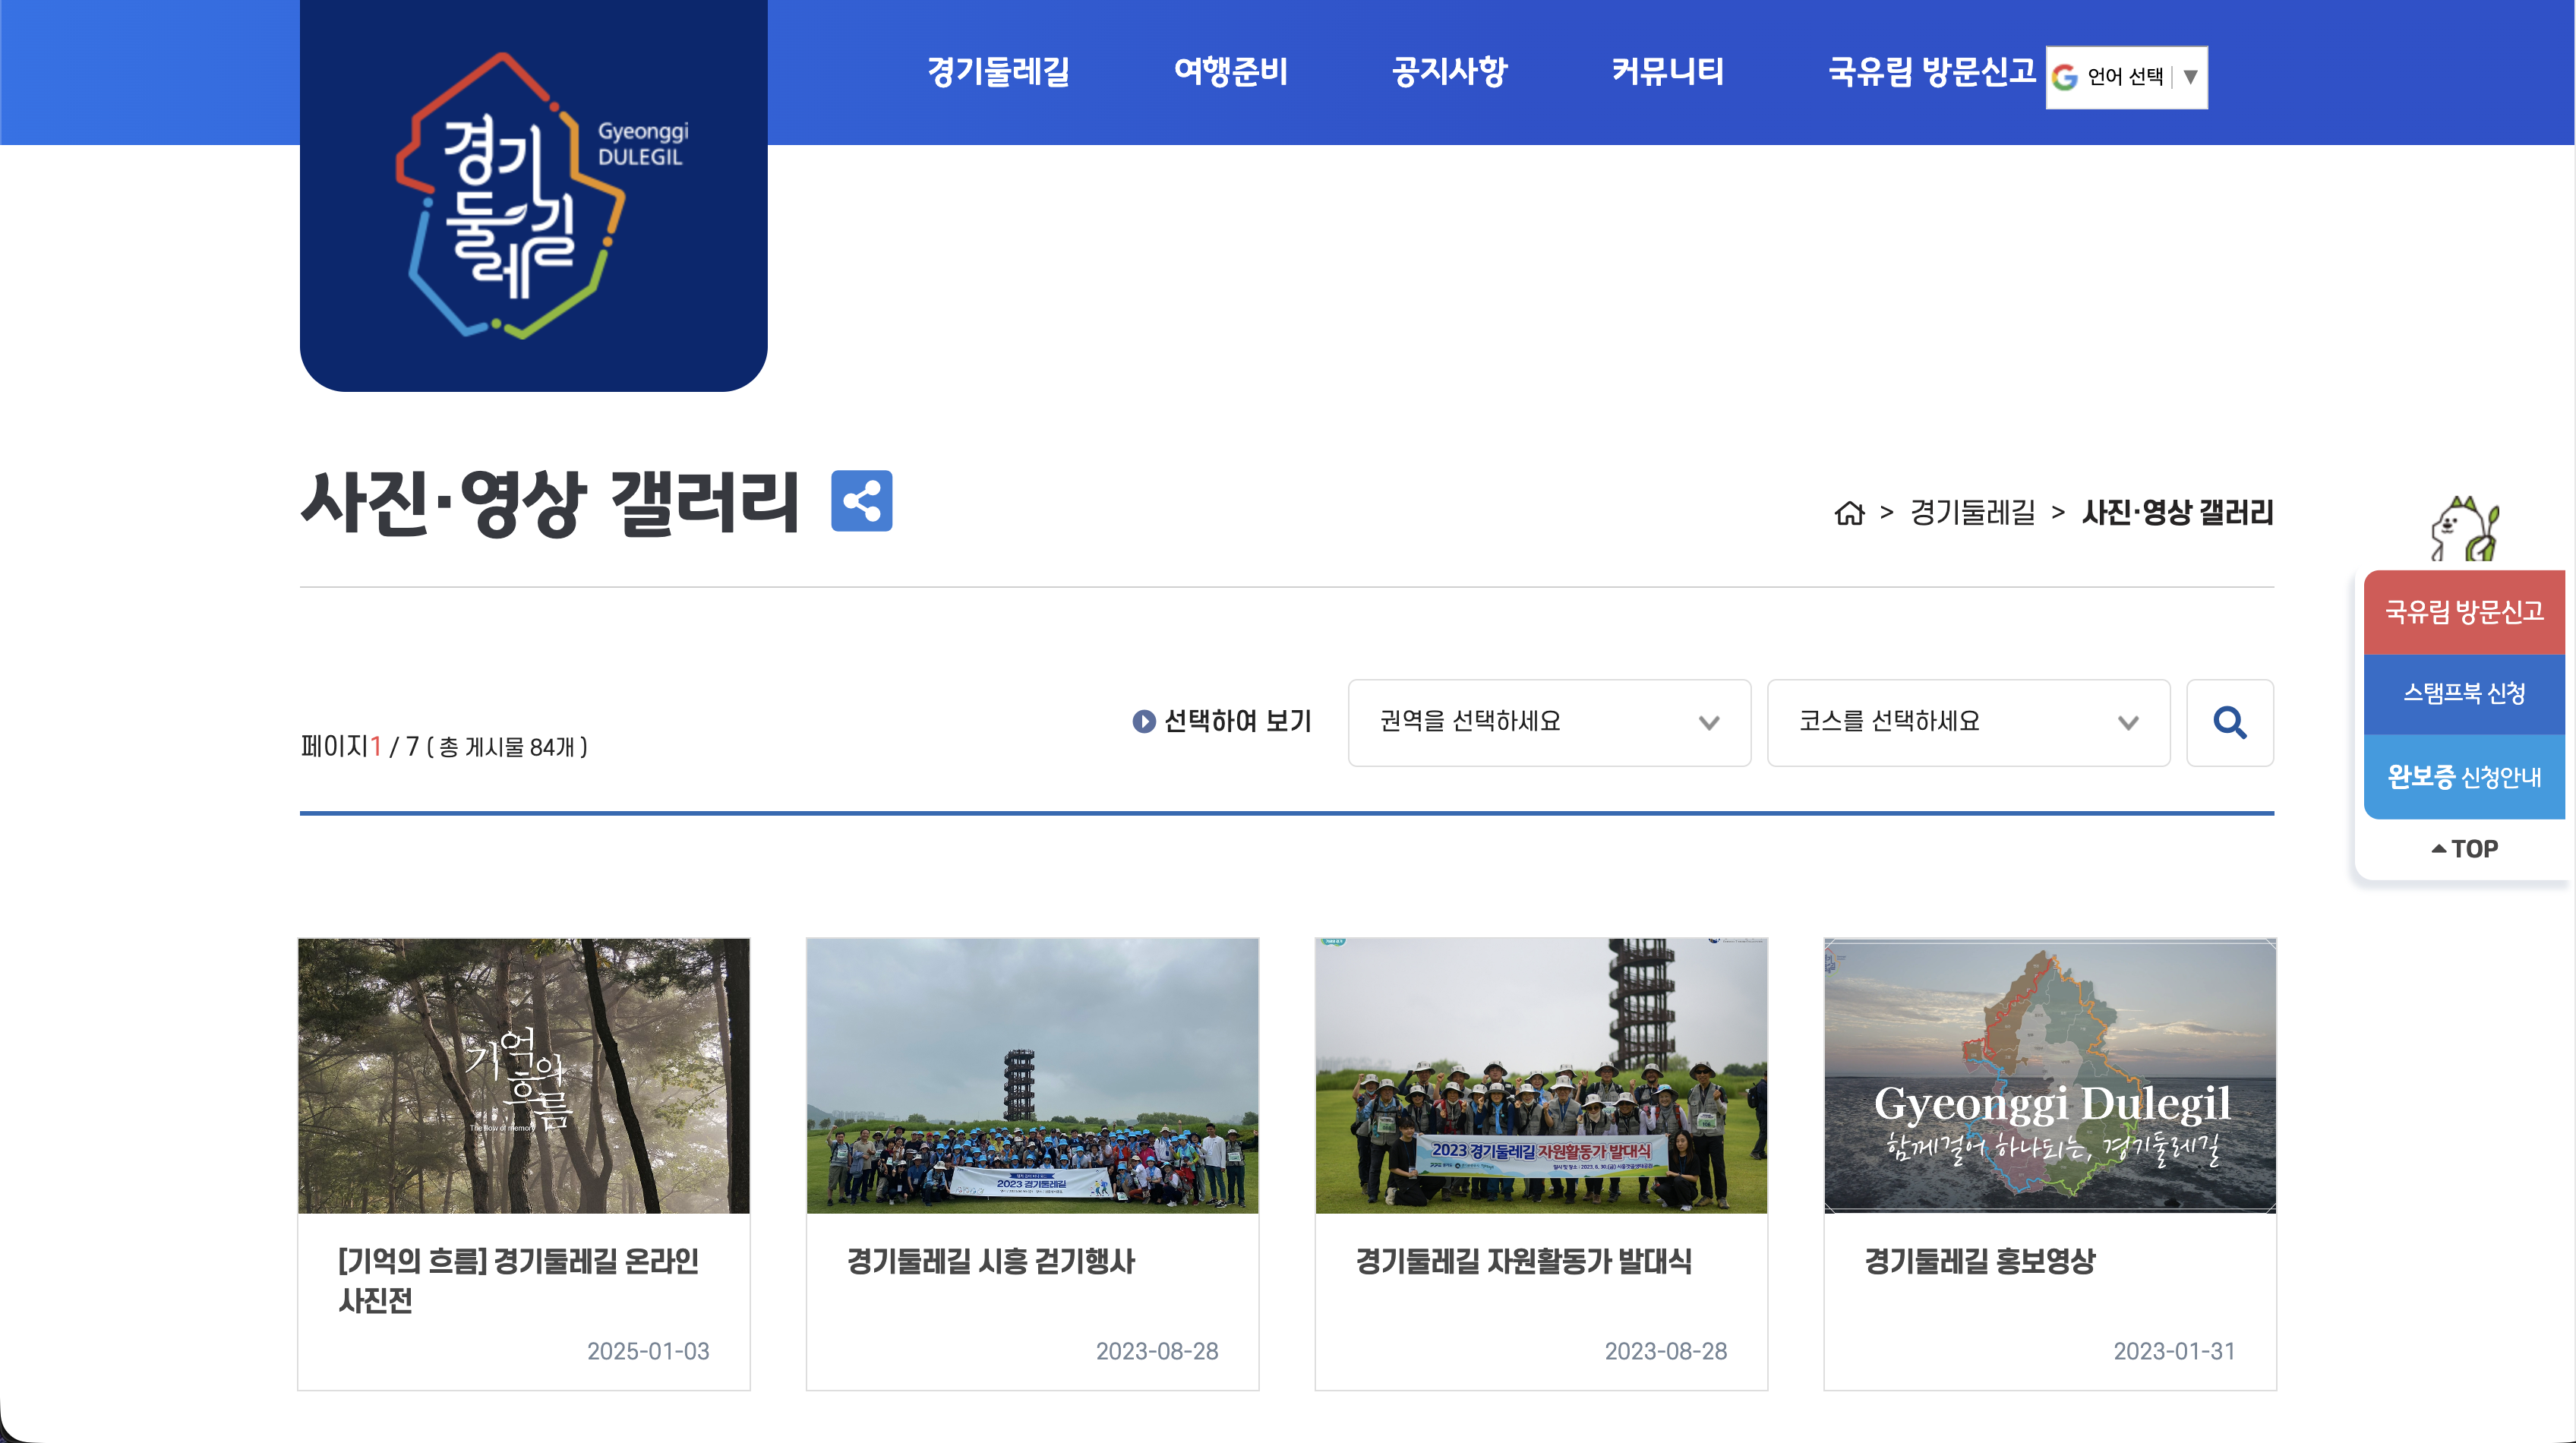 경기둘레길
여행준비
공지사항
커뮤니티
국유림 방문신고
언어 선택 ▼
경기
둘레길
Gyeonggi
DULEGIL
사진·영상 갤러리
> 경기둘레길 > 사진·영상 갤러리
국유림 방문신고
스탬프북 신청
완보증 신청안내
TOP
페이지1 / 7 ( 총 게시물 84개 )
선택하여 보기
권역을 선택하세요
코스를 선택하세요
기억의
흐름
The flow of memory
2023 경기둘레길
2023 경기둘레길 자원활동가 발대식
Gyeonggi Dulegil
함께걸어 하나되는, 경기둘레길
[기억의 흐름] 경기둘레길 온라인
사진전
2025-01-03
경기둘레길 시흥 걷기행사
2023-08-28
경기둘레길 자원활동가 발대식
2023-08-28
경기둘레길 홍보영상
2023-01-31